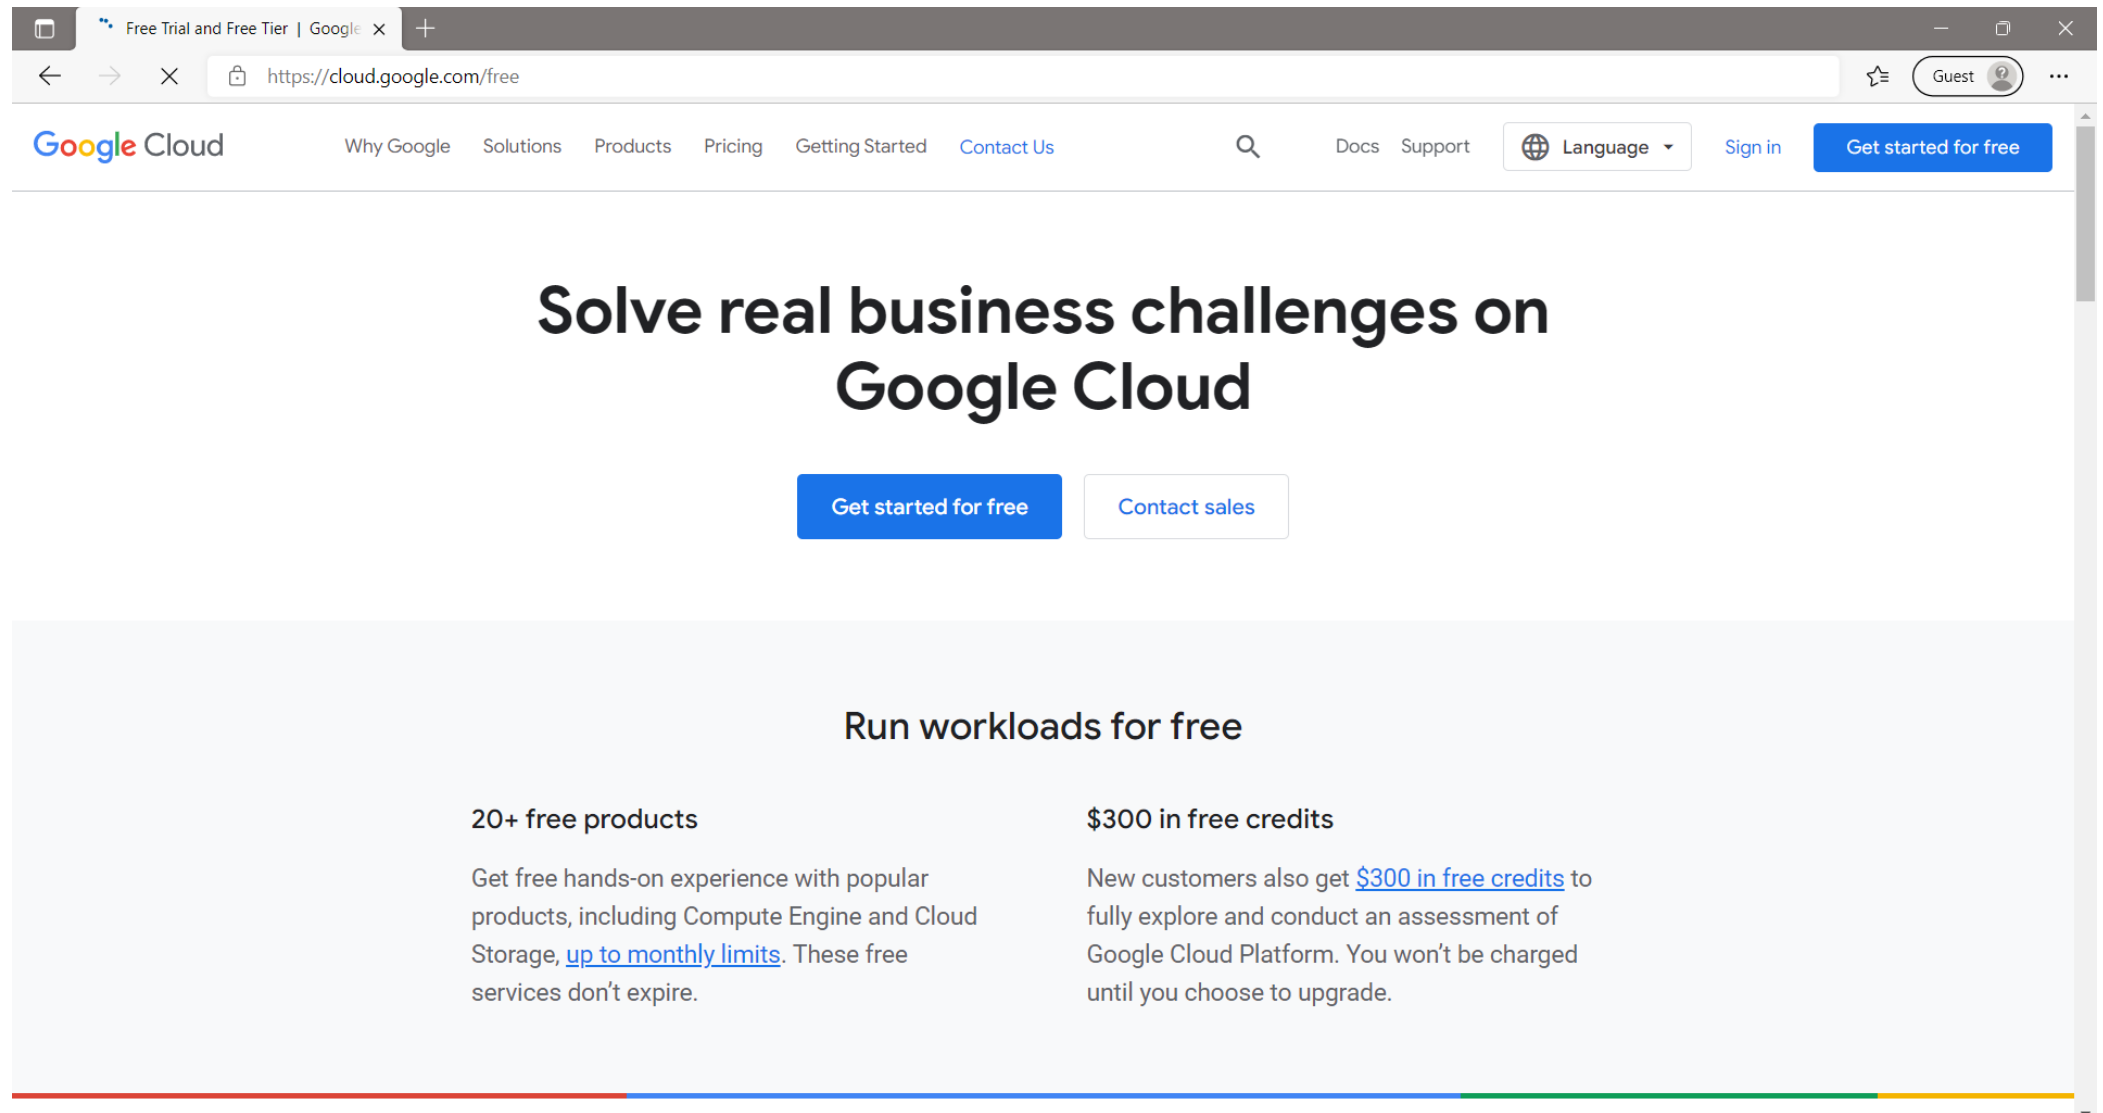 Free Trial and Free Tier | Google
https://cloud.google.com/free
Guest
Google Cloud
Why Google
Solutions
Products
Pricing
Getting Started
Contact Us
Docs
Support
Language
Sign in
Get started for free
Solve real business challenges on
Google Cloud
Get started for free
Contact sales
Run workloads for free
20+ free products
Get free hands-on experience with popular
products, including Compute Engine and Cloud
Storage, up to monthly limits. These free
services don’t expire.
$300 in free credits
New customers also get $300 in free credits to
fully explore and conduct an assessment of
Google Cloud Platform. You won’t be charged
until you choose to upgrade.